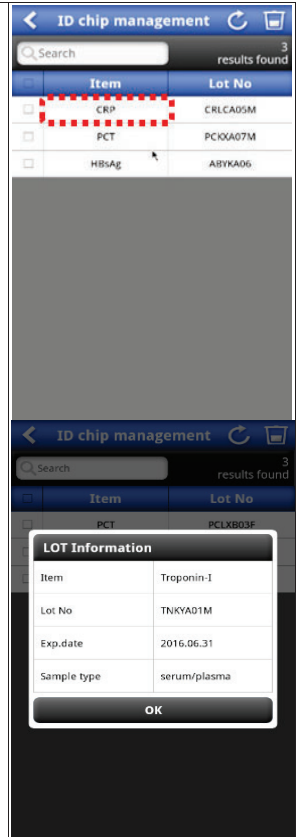 ID chip management
Search
3
results found
Item Lot No
CRP CRLCA05M
PCT PCKXA07M
HBsAg ABYKA06
ID chip management
Search
3
results found
Item Lot No
PCT PCLXB03F
LOT Information
Item Troponin-I
Lot No TNKYA01M
Exp.date 2016.06.31
Sample type serum/plasma
OK